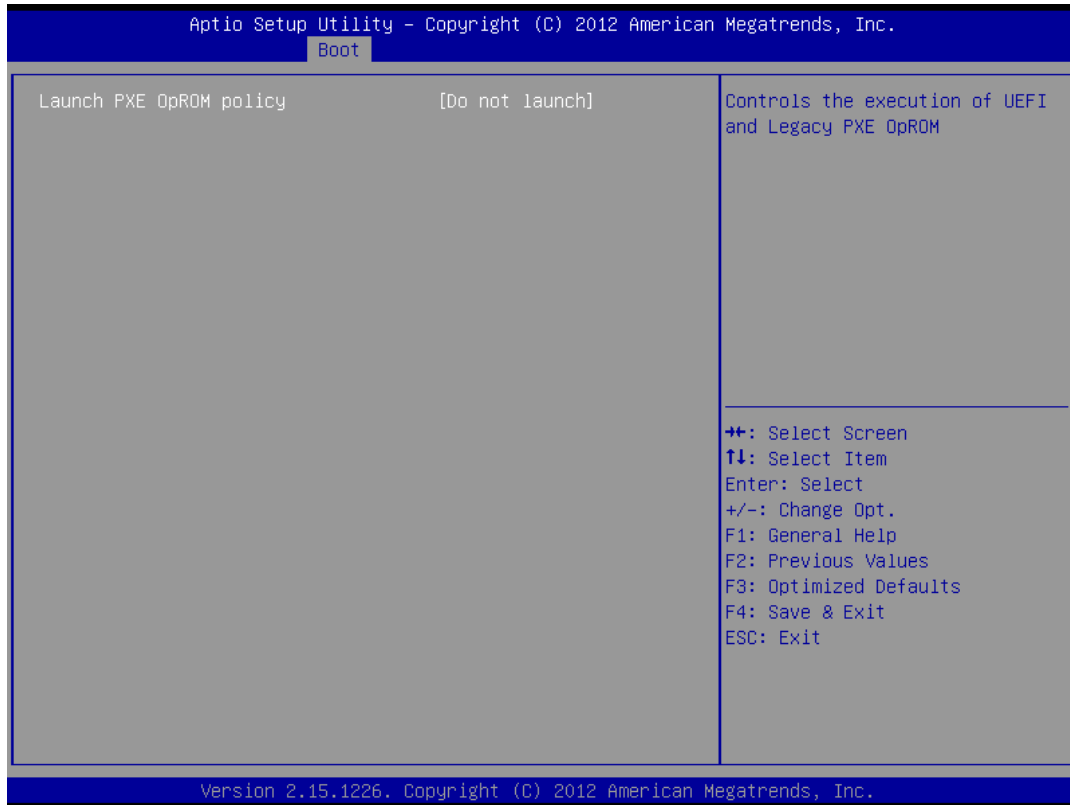 Aptio Setup Utility – Copyright (C) 2012 American Megatrends, Inc.
Boot
Launch PXE OpROM policy [Do not launch]
Controls the execution of UEFI
and Legacy PXE OpROM
→←: Select Screen
↑↓: Select Item
Enter: Select
+/-: Change Opt.
F1: General Help
F2: Previous Values
F3: Optimized Defaults
F4: Save & Exit
ESC: Exit
Version 2.15.1226. Copyright (C) 2012 American Megatrends, Inc.